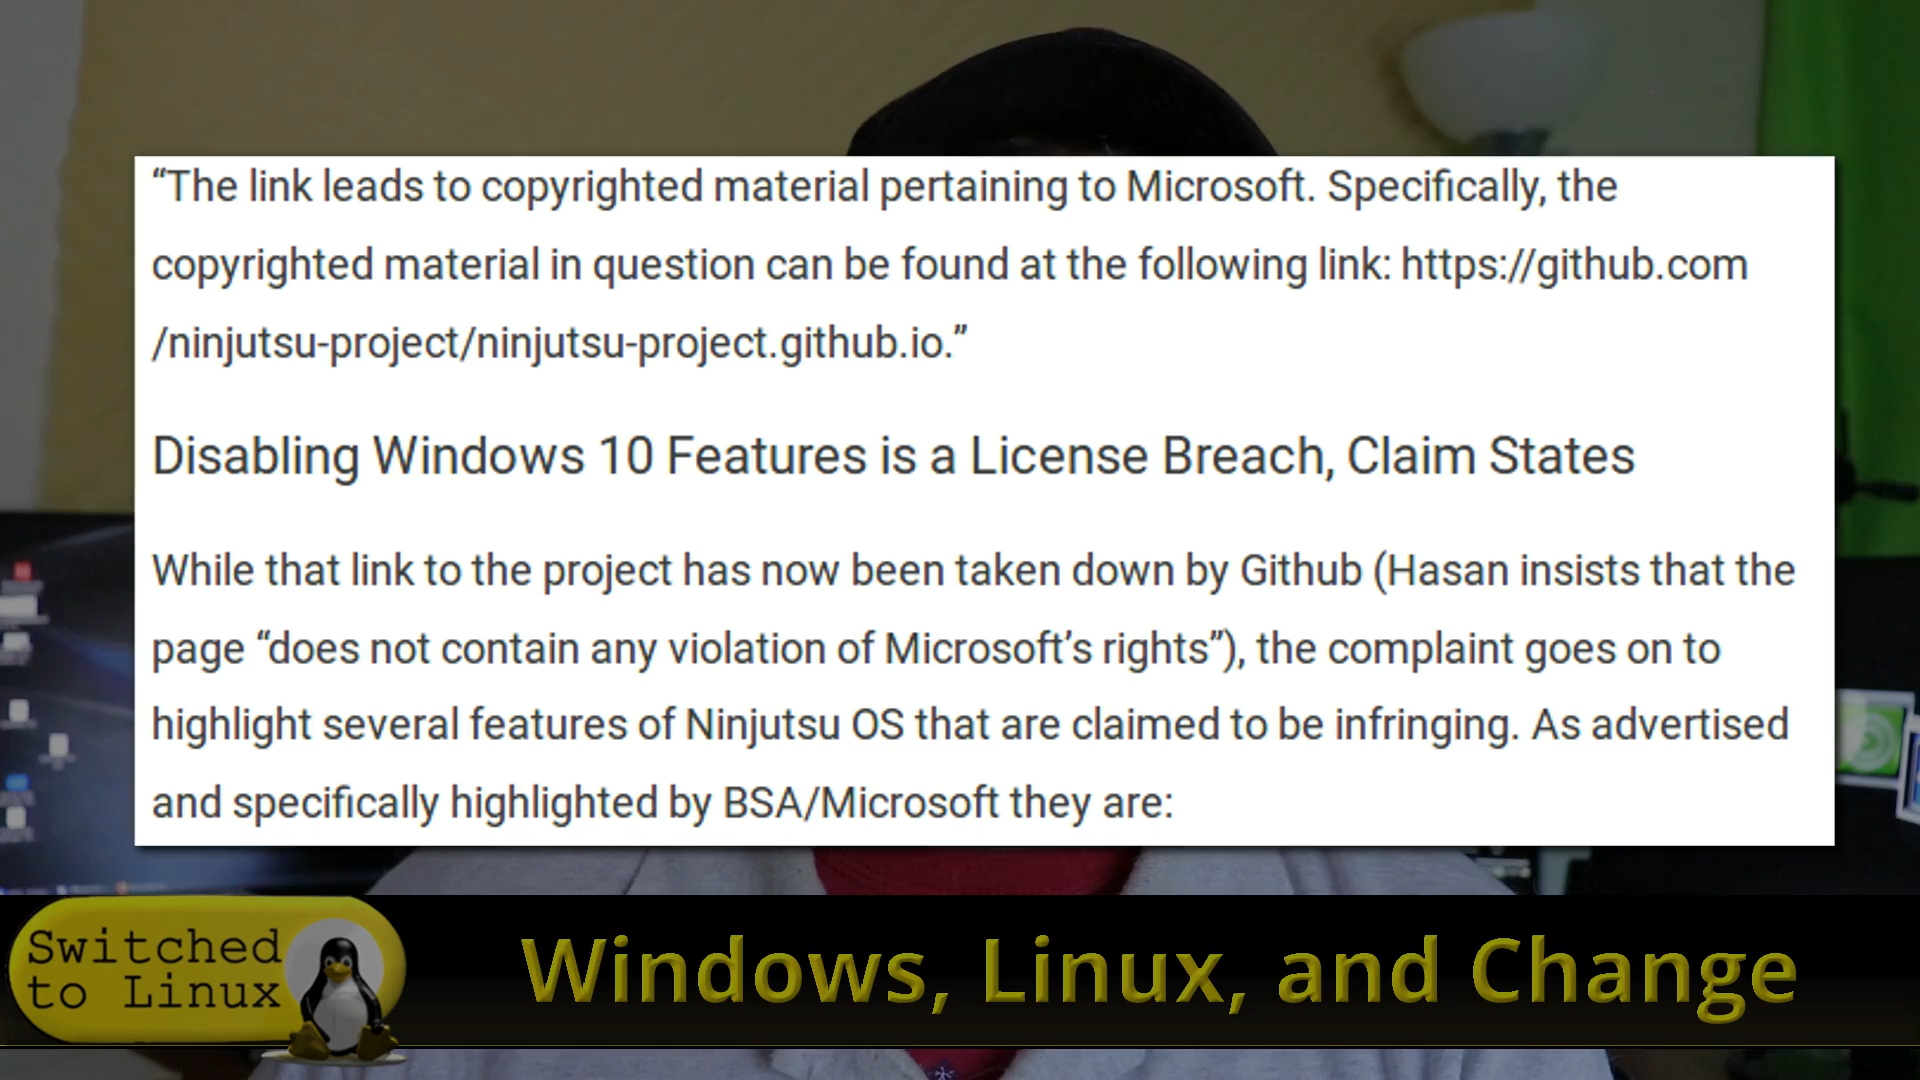 “The link leads to copyrighted material pertaining to Microsoft. Specifically, the
copyrighted material in question can be found at the following link: https://github.com
/ninjutsu-project/ninjutsu-project.github.io.”
Disabling Windows 10 Features is a License Breach, Claim States
While that link to the project has now been taken down by Github (Hasan insists that the
page “does not contain any violation of Microsoft’s rights”), the complaint goes on to
highlight several features of Ninjutsu OS that are claimed to be infringing. As advertised
and specifically highlighted by BSA/Microsoft they are:
Switched
to Linux
Windows, Linux, and Change